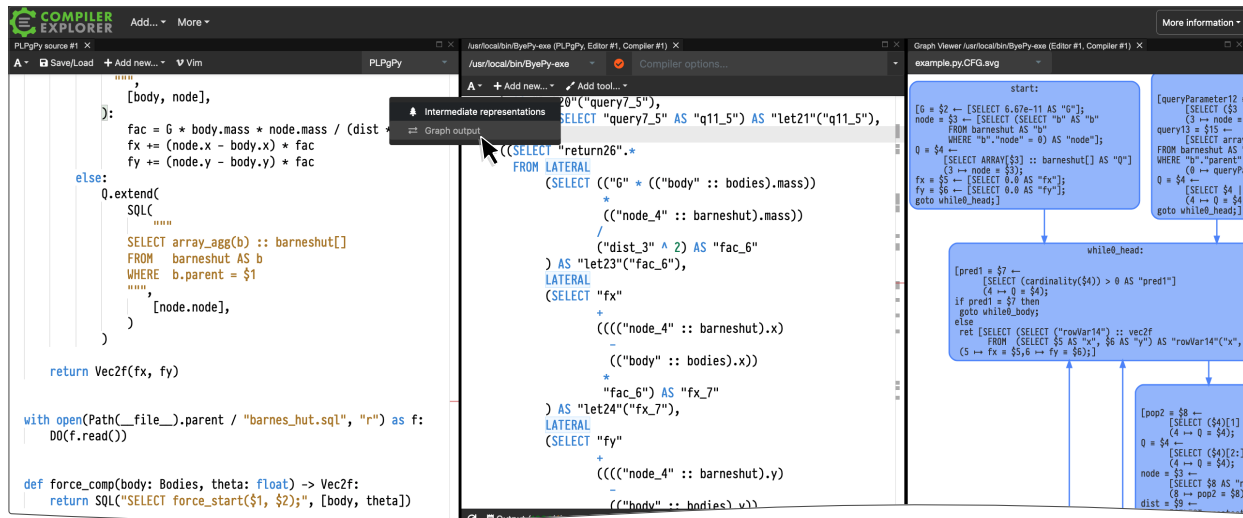 COMPILER
EXPLORER
Add...
More
More information
PLPgPy source #1 ×
A
Save/Load
+ Add new...
Vim
PLPgPy
""",
[body, node],
):
fac = G * body.mass * node.mass / (dist *
fx += (node.x - body.x) * fac
fy += (node.y - body.y) * fac
else:
Q.extend(
SQL(
"""
SELECT array_agg(b) :: barneshut[]
FROM barneshut AS b
WHERE b.parent = $1
""",
[node.node],
)
)
return Vec2f(fx, fy)
with open(Path(__file__).parent / "barnes_hut.sql", "r") as f:
DO(f.read())
def force_comp(body: Bodies, theta: float) -> Vec2f:
return SQL("SELECT force_start($1, $2);", [body, theta])
Intermediate representations
Graph output
/usr/local/bin/ByePy-exe (PLPgPy, Editor #1, Compiler #1) ×
/usr/local/bin/ByePy-exe
Compiler options...
A
+ Add new...
Add tool...
20"("query7_5"),
SELECT "query7_5" AS "q11_5") AS "let21"("q11_5"),
((SELECT "return26".*
FROM LATERAL
(SELECT (("G" * (("body" :: bodies).mass))
*
(("node_4" :: barneshut).mass))
/
("dist_3" ^ 2) AS "fac_6"
) AS "let23"("fac_6"),
LATERAL
(SELECT "fx"
+
(((("node_4" :: barneshut).x)
-
(("body" :: bodies).x))
*
"fac_6") AS "fx_7"
) AS "let24"("fx_7"),
LATERAL
(SELECT "fy"
+
(((("node_4" :: barneshut).y)
-
(("body" :: bodies).y))
Graph Viewer /usr/local/bin/ByePy-exe (Editor #1, Compiler #1) ×
example.py.CFG.svg
start:
[G ≡ $2 ← [SELECT 6.67e-11 AS "G"];
node ≡ $3 ← [SELECT (SELECT "b" AS "b"
FROM barneshut AS "b"
WHERE "b"."node" = 0) AS "node"];
Q ≡ $4 ←
[SELECT ARRAY[$3] :: barneshut[] AS "Q"]
(3 ↦ node ≡ $3);
fx ≡ $5 ← [SELECT 0.0 AS "fx"];
fy ≡ $6 ← [SELECT 0.0 AS "fy"];
goto while0_head;]
[queryParameter12 ≡
[SELECT ($3
(3 ↦ node ≡
query13 ≡ $15 ←
[SELECT array
FROM barneshut AS
WHERE "b"."parent"
(0 ↦ queryPa
Q ≡ $4 ←
[SELECT $4 |
(4 ↦ Q ≡ $4
goto while0_head;]
while0_head:
[pred1 ≡ $7 ←
[SELECT (cardinality($4)) > 0 AS "pred1"]
(4 ↦ Q ≡ $4);
if pred1 ≡ $7 then
goto while0_body;
else
ret [SELECT (SELECT ("rowVar14") :: vec2f
FROM (SELECT $5 AS "x", $6 AS "y") AS "rowVar14"("x",
(5 ↦ fx ≡ $5,6 ↦ fy ≡ $6);]
[pop2 ≡ $8 ←
[SELECT ($4)[1]
(4 ↦ Q ≡ $4);
Q ≡ $4 ←
[SELECT ($4)[2:]
(4 ↦ Q ≡ $4);
node ≡ $3 ←
[SELECT $8 AS "n
(8 ↦ pop2 ≡ $8)
dist ≡ $9 ←